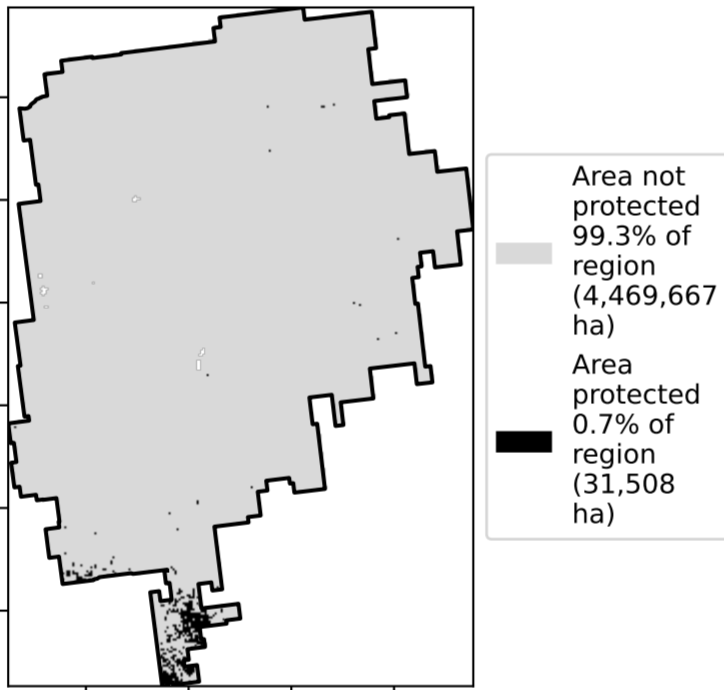 Area not
protected
99.3% of
region
(4,469,667
ha)
Area
protected
0.7% of
region
(31,508
ha)